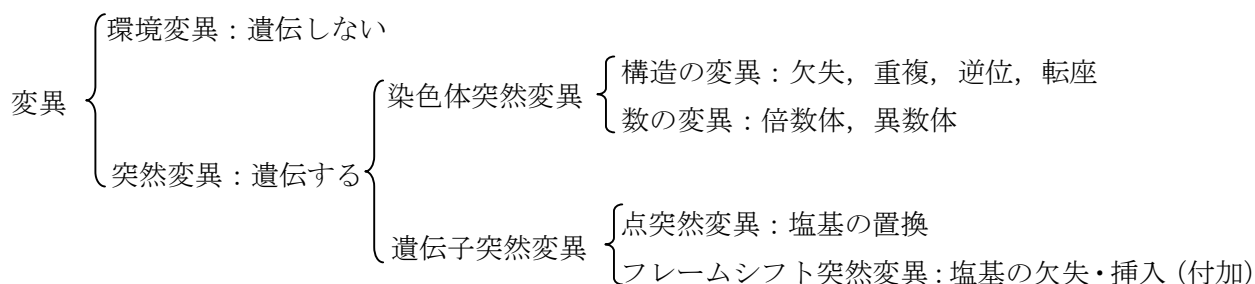 環境変異：遺伝しない
構造の変異：欠失，重複，逆位，転座
染色体突然変異
変異
数の変異：倍数体，異数体
突然変異：遺伝する
点突然変異：塩基の置換
遺伝子突然変異
フレームシフト突然変異：塩基の欠失・挿入（付加）